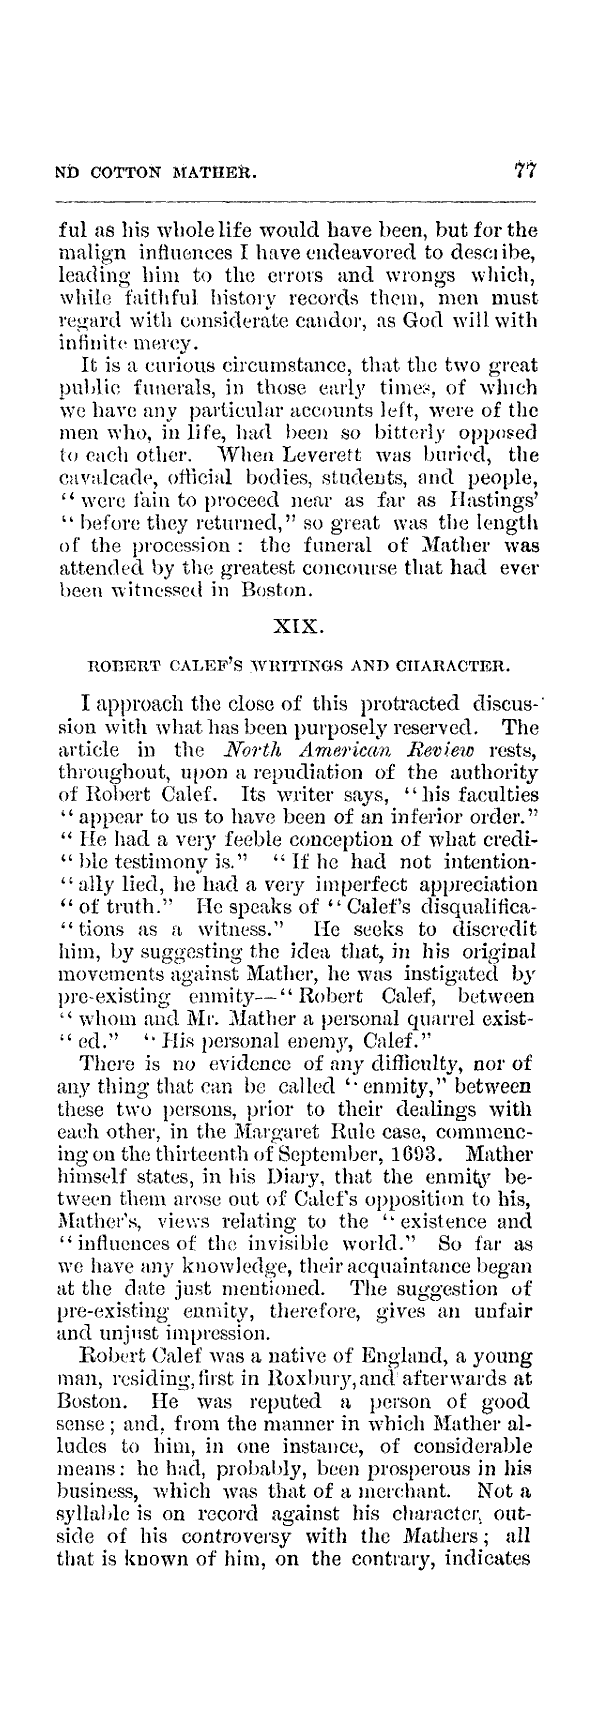 ND COTTON MATHER. 77
ful as his whole life would have been, but for the
malign influences I have endeavored to describe,
leading him to the errors and wrongs which,
while faithful history records them, men must
regard with considerate candor, as God will with
infinite mercy.
It is a curious circumstance, that the two great
public funerals, in those early times, of which
we have any particular accounts left, were of the
men who, in life, had been so bitterly opposed
to each other. When Leverett was buried, the
cavalcade, official bodies, students, and people,
“ were fain to proceed near as far as Hastings’
“ before they returned,” so great was the length
of the procession : the funeral of Mather was
attended by the greatest concourse that had ever
been witnessed in Boston.
XIX.
ROBERT CALEF’S WRITINGS AND CHARACTER.
I approach the close of this protracted discus-
sion with what has been purposely reserved. The
article in the North American Review rests,
throughout, upon a repudiation of the authority
of Robert Calef. Its writer says, “ his faculties
“ appear to us to have been of an inferior order.”
“ He had a very feeble conception of what credi-
“ ble testimony is.” “ If he had not intention-
“ ally lied, he had a very imperfect appreciation
“ of truth.” He speaks of “ Calef’s disqualifica-
“ tions as a witness.” He seeks to discredit
him, by suggesting the idea that, in his original
movements against Mather, he was instigated by
pre-existing enmity—“ Robert Calef, between
“ whom and Mr. Mather a personal quarrel exist-
“ ed.” “ His personal enemy, Calef.”
There is no evidence of any difficulty, nor of
any thing that can be called “ enmity,” between
these two persons, prior to their dealings with
each other, in the Margaret Rule case, commenc-
ing on the thirteenth of September, 1693. Mather
himself states, in his Diary, that the enmity be-
tween them arose out of Calef’s opposition to his,
Mather’s, views relating to the “ existence and
“ influences of the invisible world.” So far as
we have any knowledge, their acquaintance began
at the date just mentioned. The suggestion of
pre-existing enmity, therefore, gives an unfair
and unjust impression.
Robert Calef was a native of England, a young
man, residing, first in Roxbury, and afterwards at
Boston. He was reputed a person of good
sense ; and, from the manner in which Mather al-
ludes to him, in one instance, of considerable
means : he had, probably, been prosperous in his
business, which was that of a merchant. Not a
syllable is on record against his character, out-
side of his controversy with the Mathers ; all
that is known of him, on the contrary, indicates